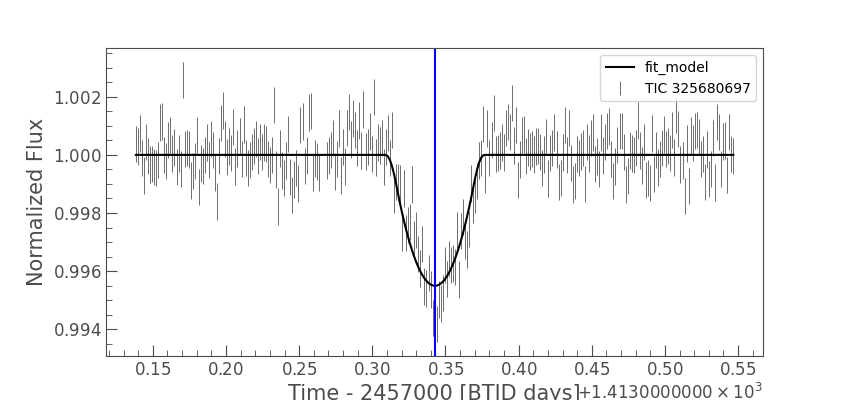 fit_model
TIC 325680697
Normalized Flux
1.002
1.000
0.998
0.996
0.994
0.15 0.20 0.25 0.30 0.35 0.40 0.45 0.50 0.55
Time - 2457000 [BTJD days]
+1.4130000000 × 10³